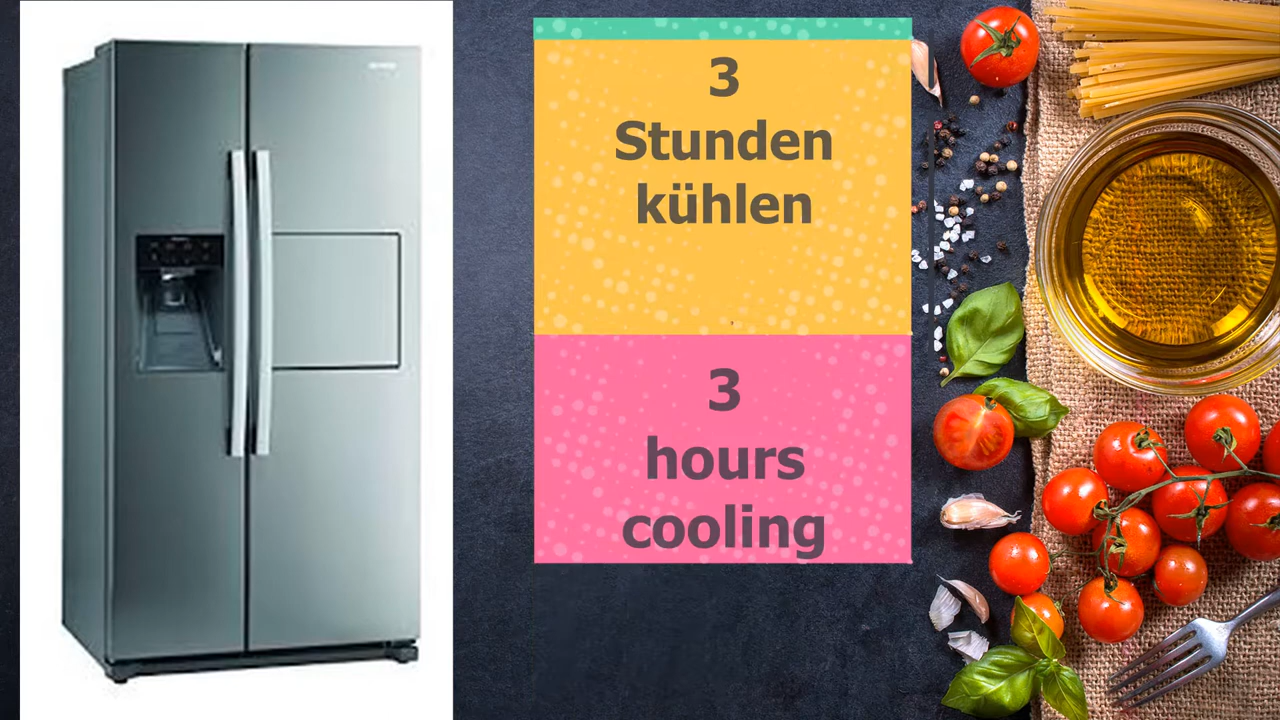 3
Stunden
kühlen
3
hours
cooling